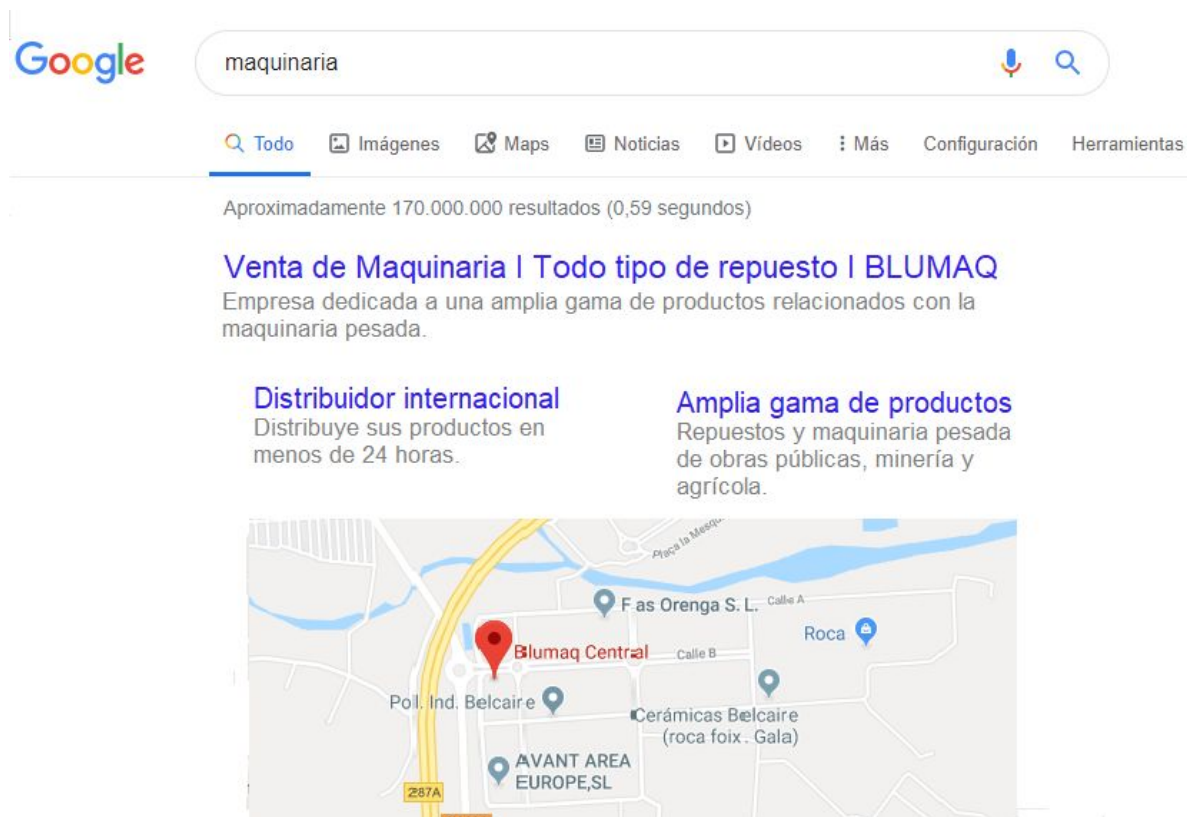 Google
maquinaria
Todo Imágenes Maps Noticias Vídeos Más Configuración Herramientas
Aproximadamente 170.000.000 resultados (0,59 segundos)
Venta de Maquinaria I Todo tipo de repuesto I BLUMAQ
Empresa dedicada a una amplia gama de productos relacionados con la
maquinaria pesada.
Distribuidor internacional
Distribuye sus productos en
menos de 24 horas.
Amplia gama de productos
Repuestos y maquinaria pesada
de obras públicas, minería y
agrícola.
Plaça la
F as Orenga S. L.
Calle A
Roca
Blumaq Central
Calle B
Pol. Ind. Belcaire
Cerámicas Belcaire
(roca foix . Gala)
AVANT AREA
EUROPE,SL
287A